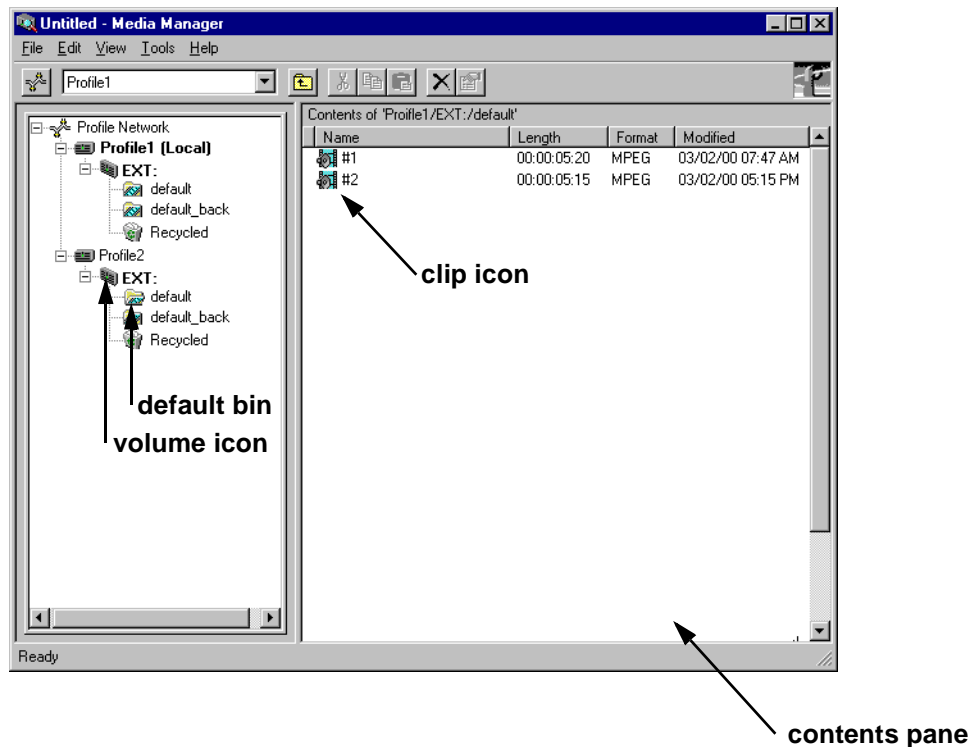 Untitled - Media Manager
File Edit View Tools Help
Profile1
Contents of 'Proifle1/EXT:/default'
Profile Network
Profile1 (Local)
EXT:
default
default_back
Recycled
Profile2
EXT:
default
default_back
Recycled
Name Length Format Modified
#1 00:00:05:20 MPEG 03/02/00 07:47 AM
#2 00:00:05:15 MPEG 03/02/00 05:15 PM
clip icon
default bin
volume icon
Ready
contents pane